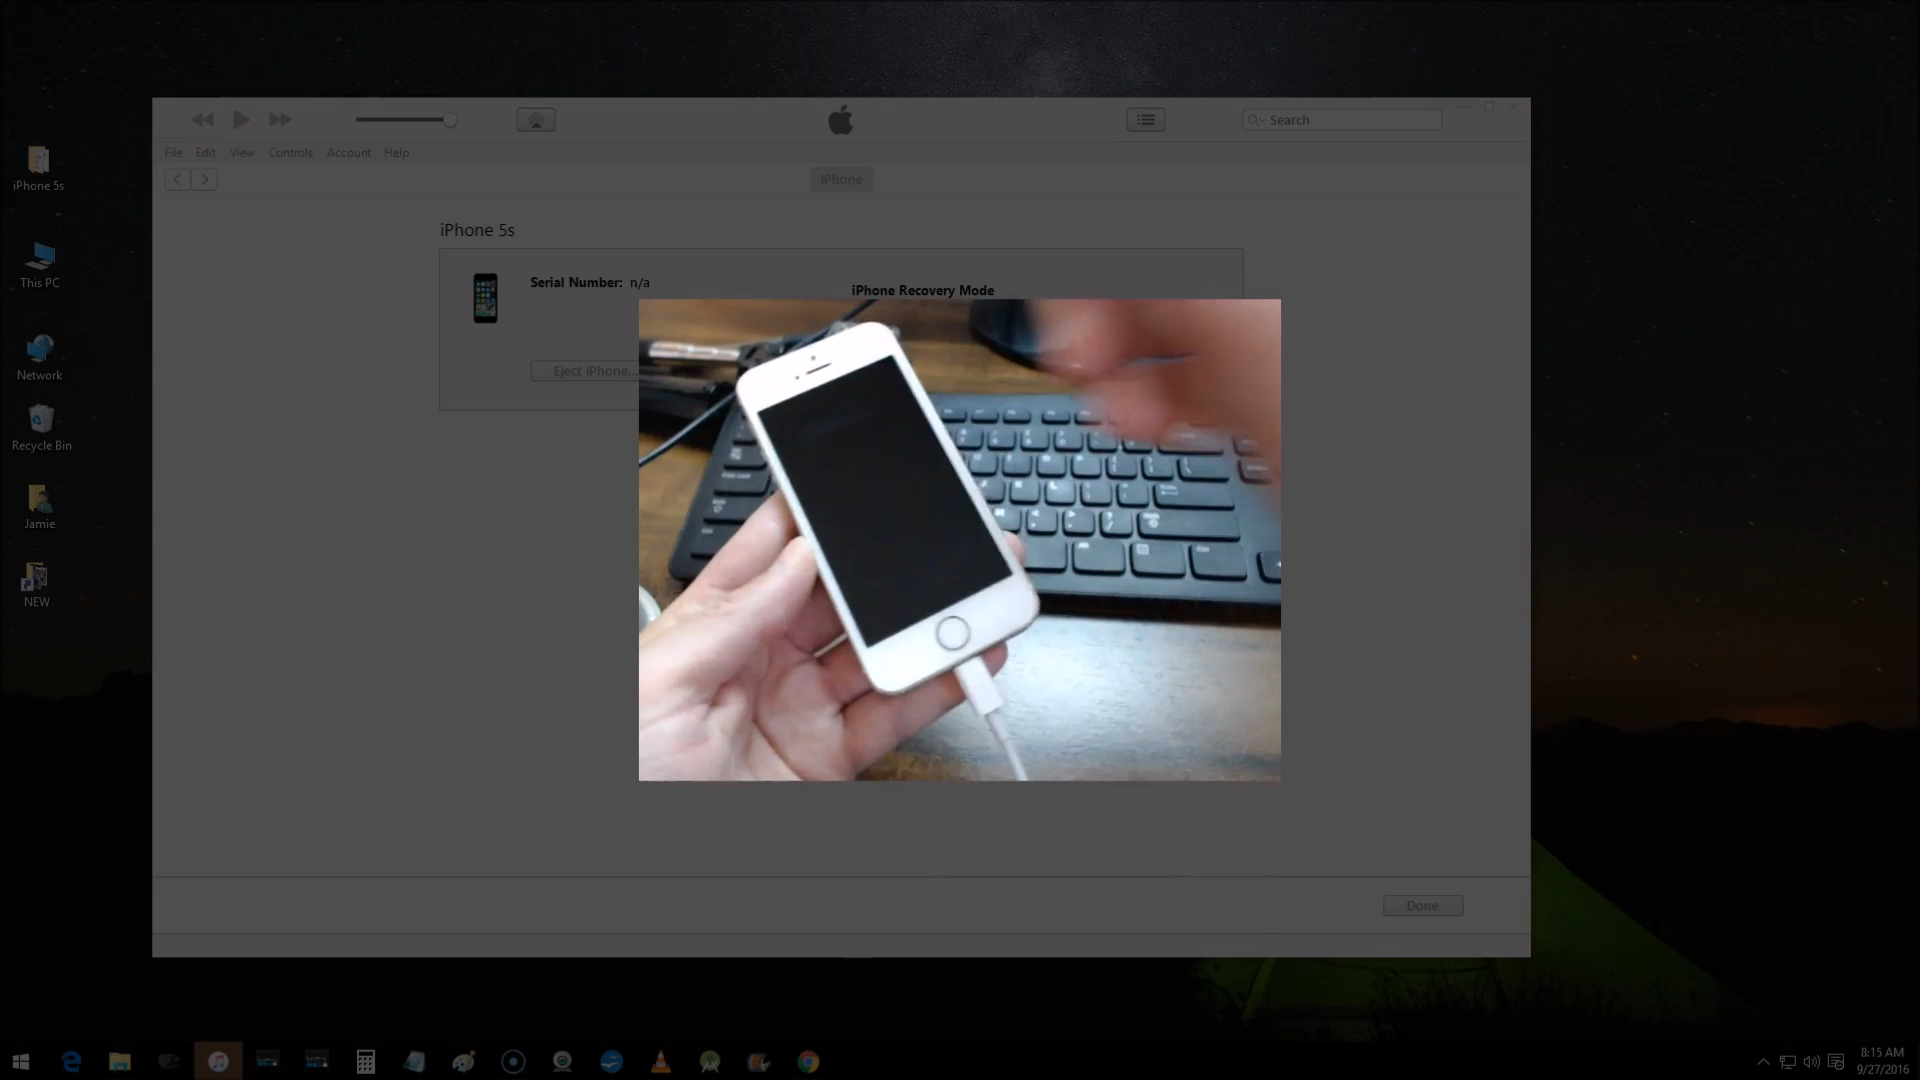 Search
File Edit View Controls Account Help
iPhone
iPhone 5s
Serial Number: n/a
iPhone Recovery Mode
Eject iPhone...
Done
iPhone 5s
This PC
Network
Recycle Bin
Jamie
NEW
8:15 AM
9/27/2016